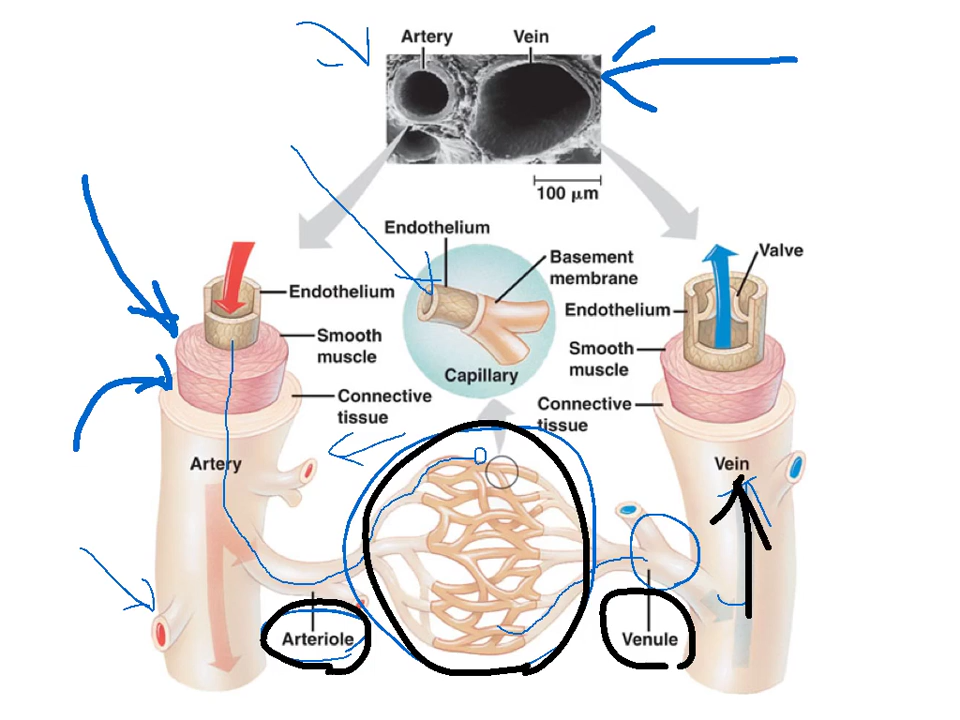 Artery
Vein
100 µm
Endothelium
Basement
membrane
Capillary
Endothelium
Smooth
muscle
Connective
tissue
Artery
Valve
Endothelium
Smooth
muscle
Connective
tissue
Vein
Arteriole
Venule